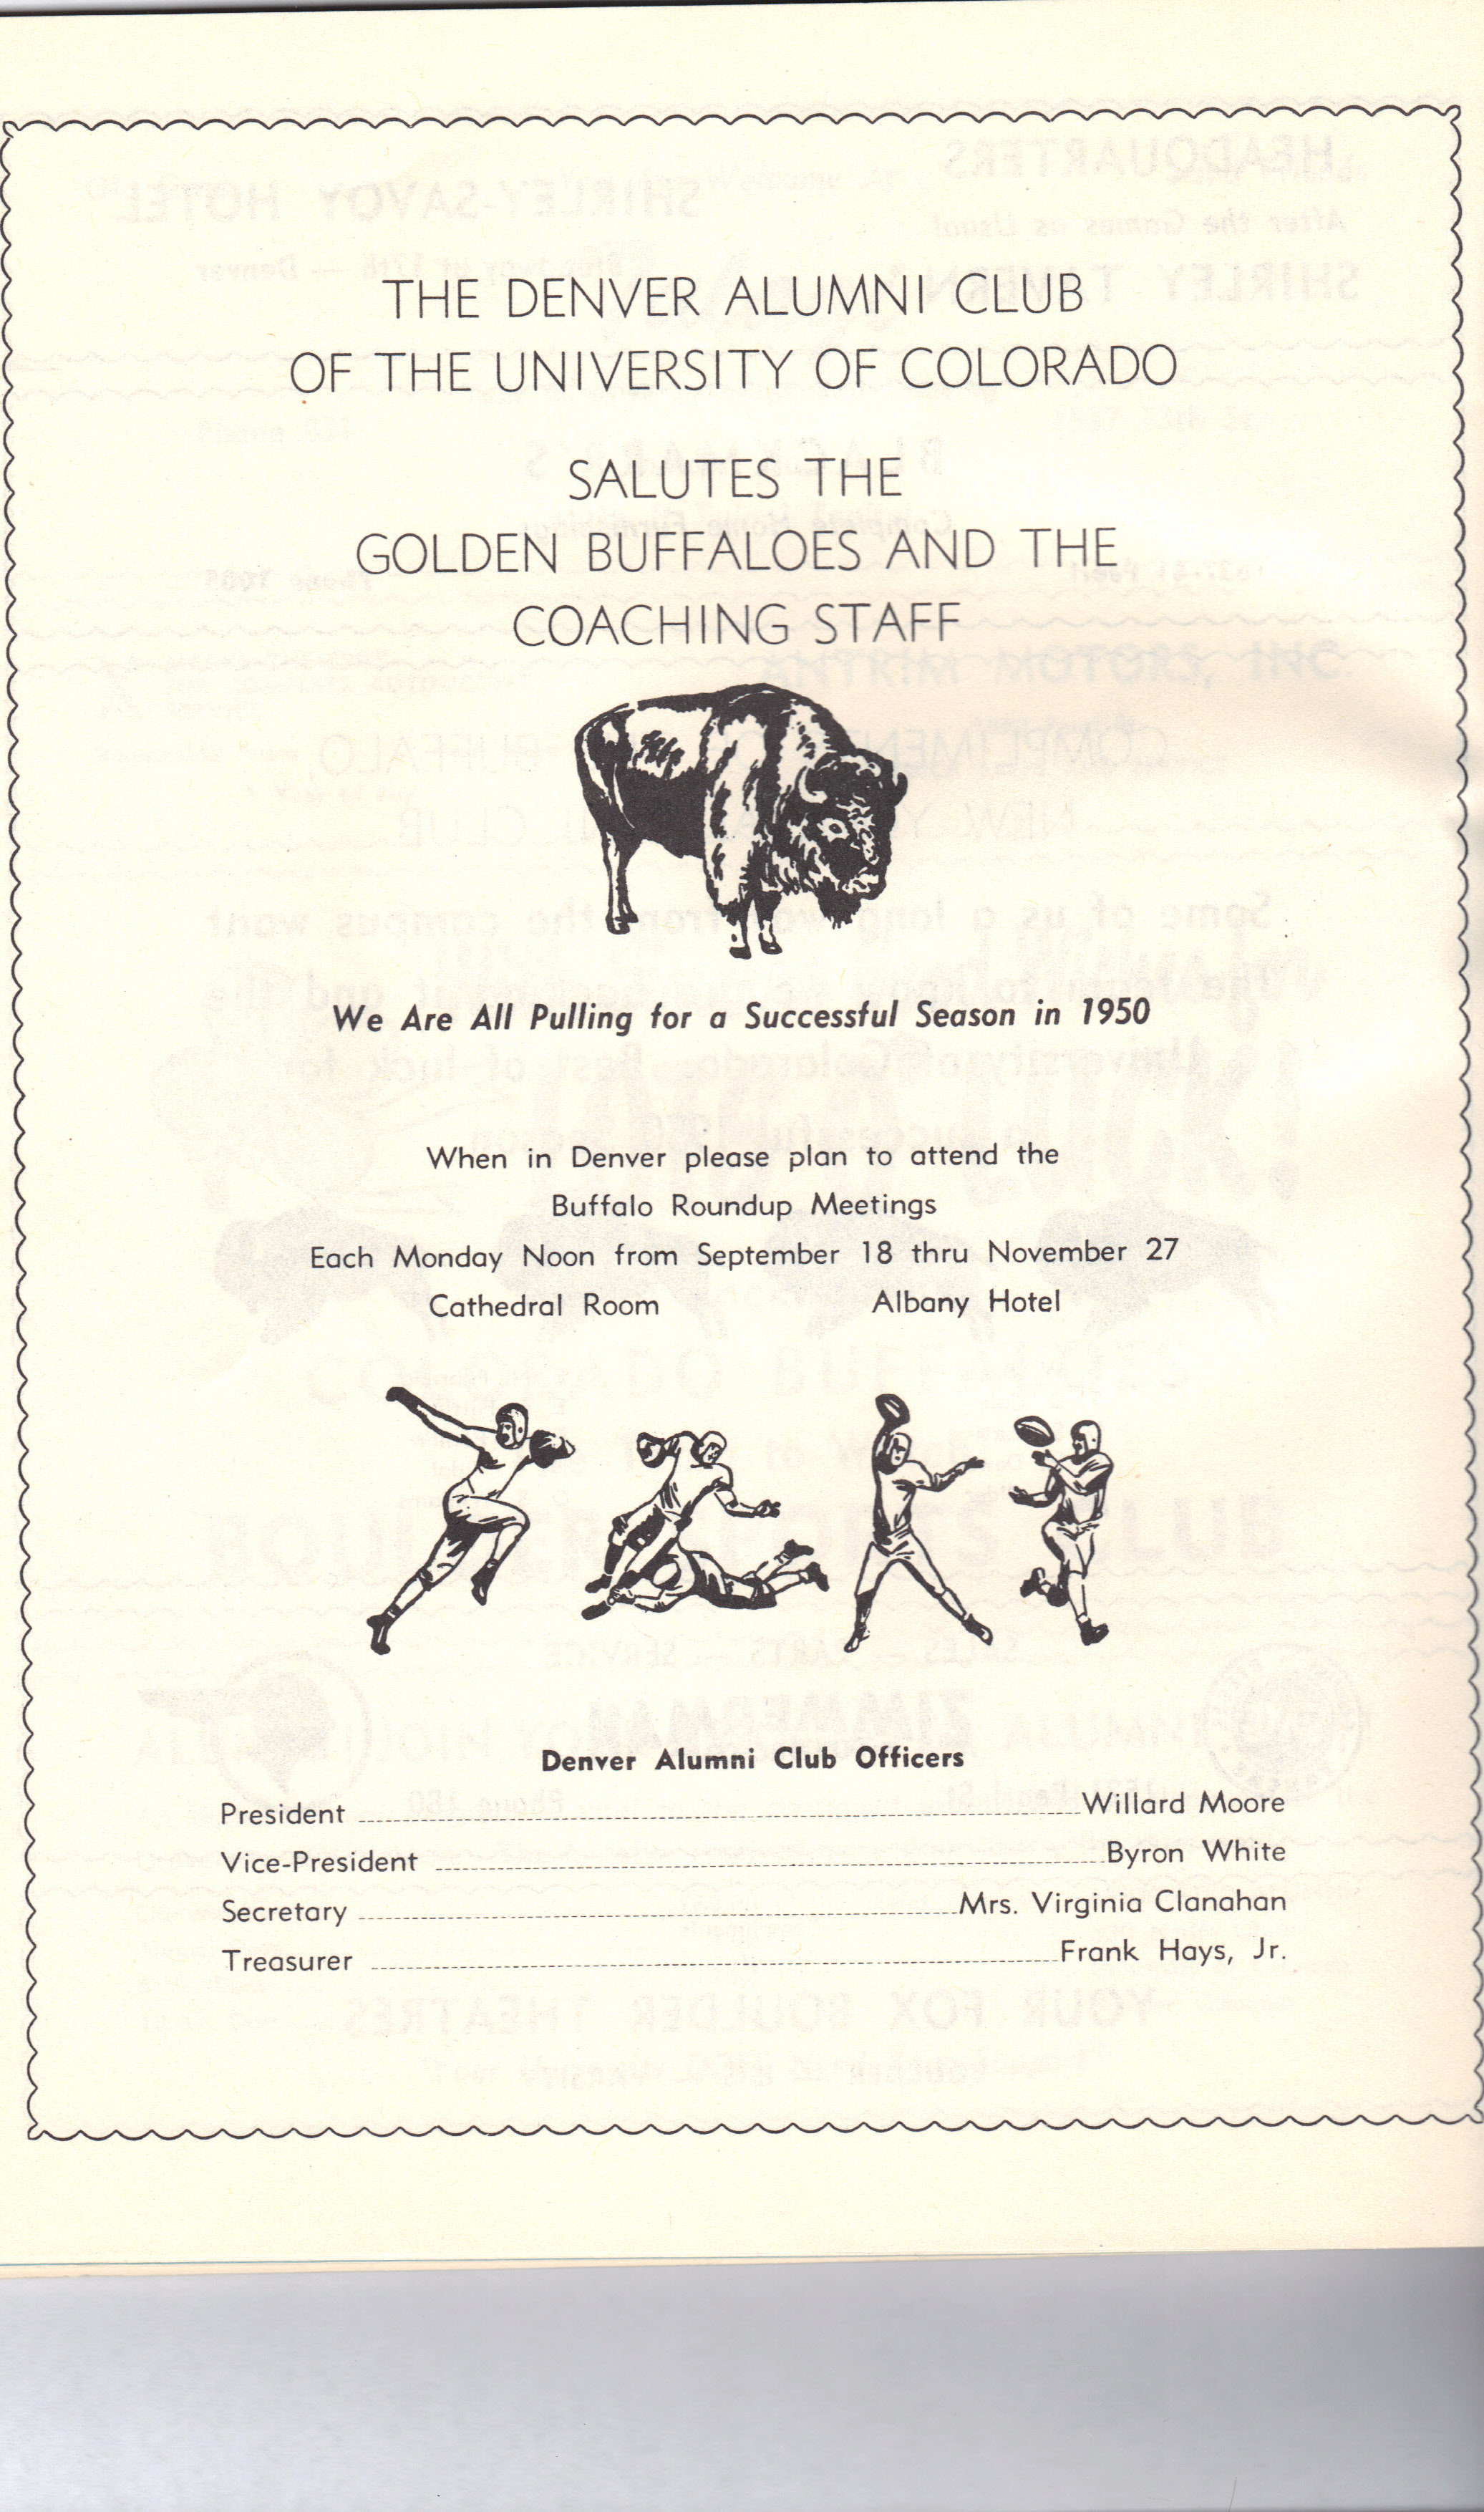 THE DENVER ALUMNI CLUB
OF THE UNIVERSITY OF COLORADO
SALUTES THE
GOLDEN BUFFALOES AND THE
COACHING STAFF
We Are All Pulling for a Successful Season in 1950
When in Denver please plan to attend the
Buffalo Roundup Meetings
Each Monday Noon from September 18 thru November 27
Cathedral Room Albany Hotel
Denver Alumni Club Officers
President Willard Moore
Vice-President Byron White
Secretary Mrs. Virginia Clanahan
Treasurer Frank Hays, Jr.